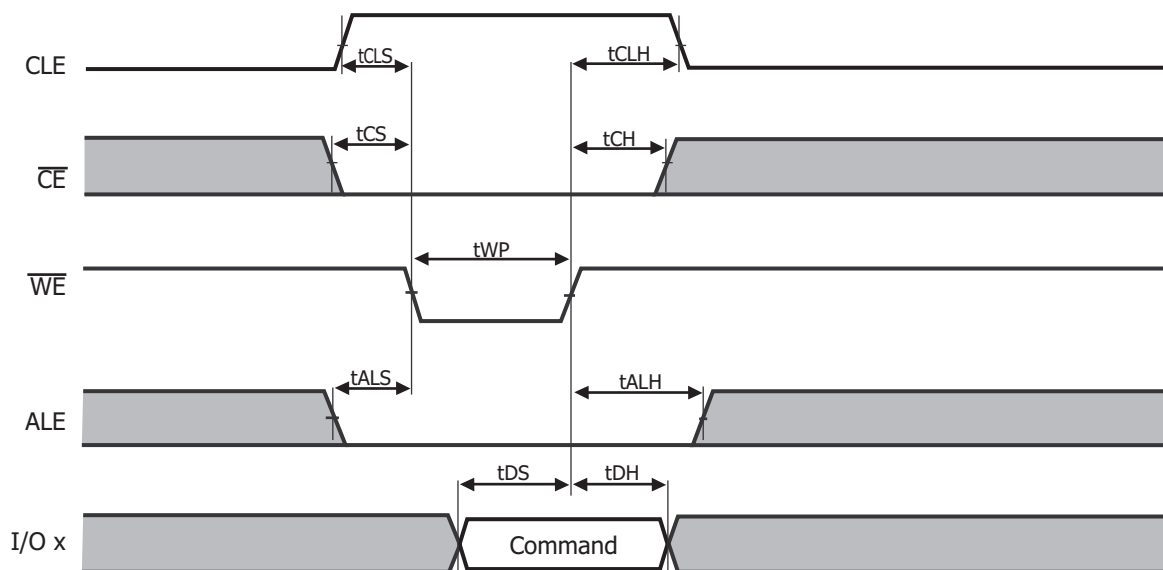 CLE
tCLS
tCLH
CE
tCS
tCH
WE
tWP
ALE
tALS
tALH
I/O x
tDS
tDH
Command